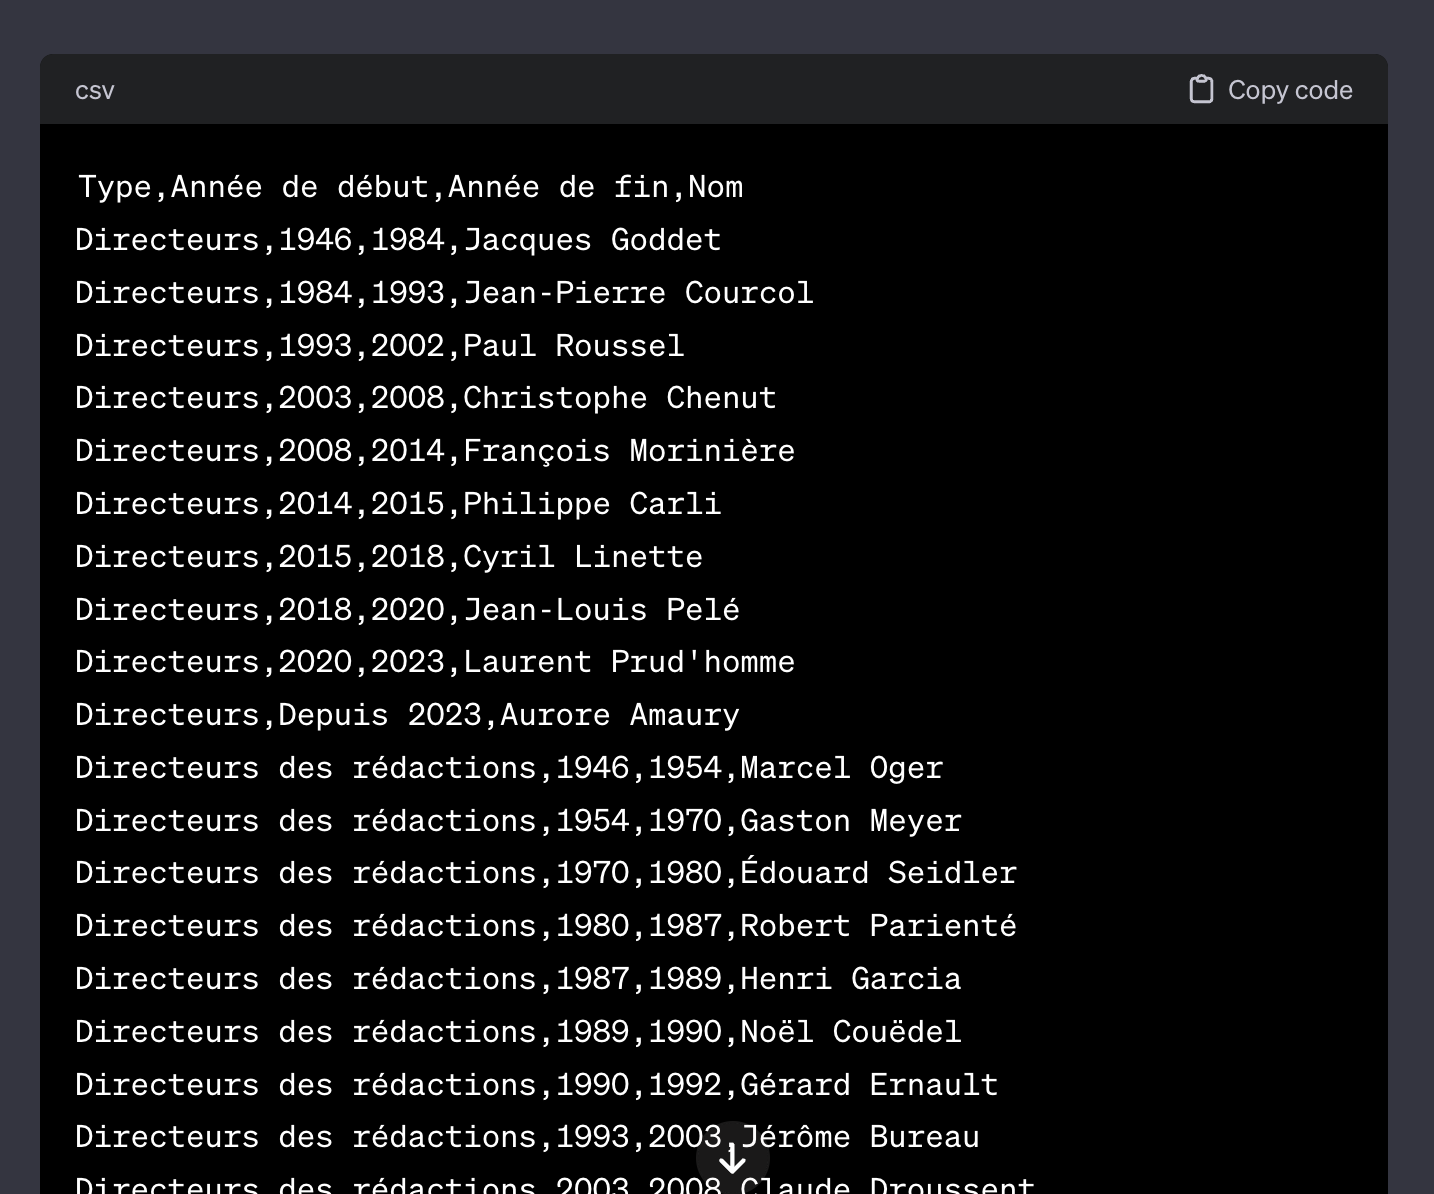 csv
Copy code
Type,Année de début,Année de fin,Nom
Directeurs,1946,1984,Jacques Goddet
Directeurs,1984,1993,Jean-Pierre Courcol
Directeurs,1993,2002,Paul Roussel
Directeurs,2003,2008,Christophe Chenut
Directeurs,2008,2014,François Morinière
Directeurs,2014,2015,Philippe Carli
Directeurs,2015,2018,Cyril Linette
Directeurs,2018,2020,Jean-Louis Pelé
Directeurs,2020,2023,Laurent Prud'homme
Directeurs,Depuis 2023,Aurore Amaury
Directeurs des rédactions,1946,1954,Marcel Oger
Directeurs des rédactions,1954,1970,Gaston Meyer
Directeurs des rédactions,1970,1980,Édouard Seidler
Directeurs des rédactions,1980,1987,Robert Parienté
Directeurs des rédactions,1987,1989,Henri Garcia
Directeurs des rédactions,1989,1990,Noël Couëdel
Directeurs des rédactions,1990,1992,Gérard Ernault
Directeurs des rédactions,1993,2003,Jérôme Bureau
Directeurs des rédactions,2003,2008,Claude Droussent